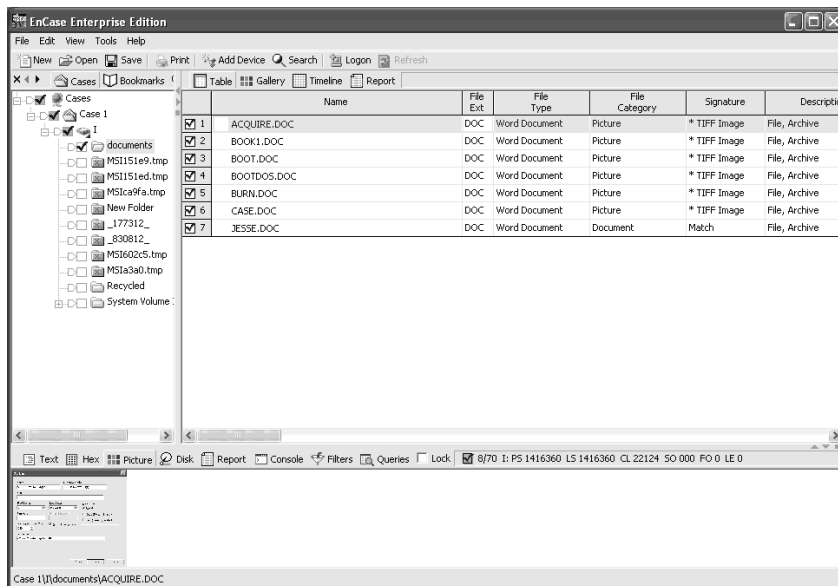 EnCase Enterprise Edition
File Edit View Tools Help
New Open Save Print Add Device Search Logon Refresh
Cases Bookmarks Table Gallery Timeline Report
Cases
Case 1
I
documents
MSI151e9.tmp
MSI151ed.tmp
MSIca9fa.tmp
New Folder
_177312_
_830812_
MSI602c5.tmp
MSIa3a0.tmp
Recycled
System Volume
Name File Ext File Type File Category Signature Descripti
1 ACQUIRE.DOC DOC Word Document Picture * TIFF Image File, Archive
2 BOOK1.DOC DOC Word Document Picture * TIFF Image File, Archive
3 BOOT.DOC DOC Word Document Picture * TIFF Image File, Archive
4 BOOTDOS.DOC DOC Word Document Picture * TIFF Image File, Archive
5 BURN.DOC DOC Word Document Picture * TIFF Image File, Archive
6 CASE.DOC DOC Word Document Picture * TIFF Image File, Archive
7 JESSE.DOC DOC Word Document Document Match File, Archive
Text Hex Picture Disk Report Console Filters Queries Lock 8/70 I: PS 1416360 LS 1416360 CL 22124 SO 000 FO 0 LE 0
Case 1\I\documents\ACQUIRE.DOC